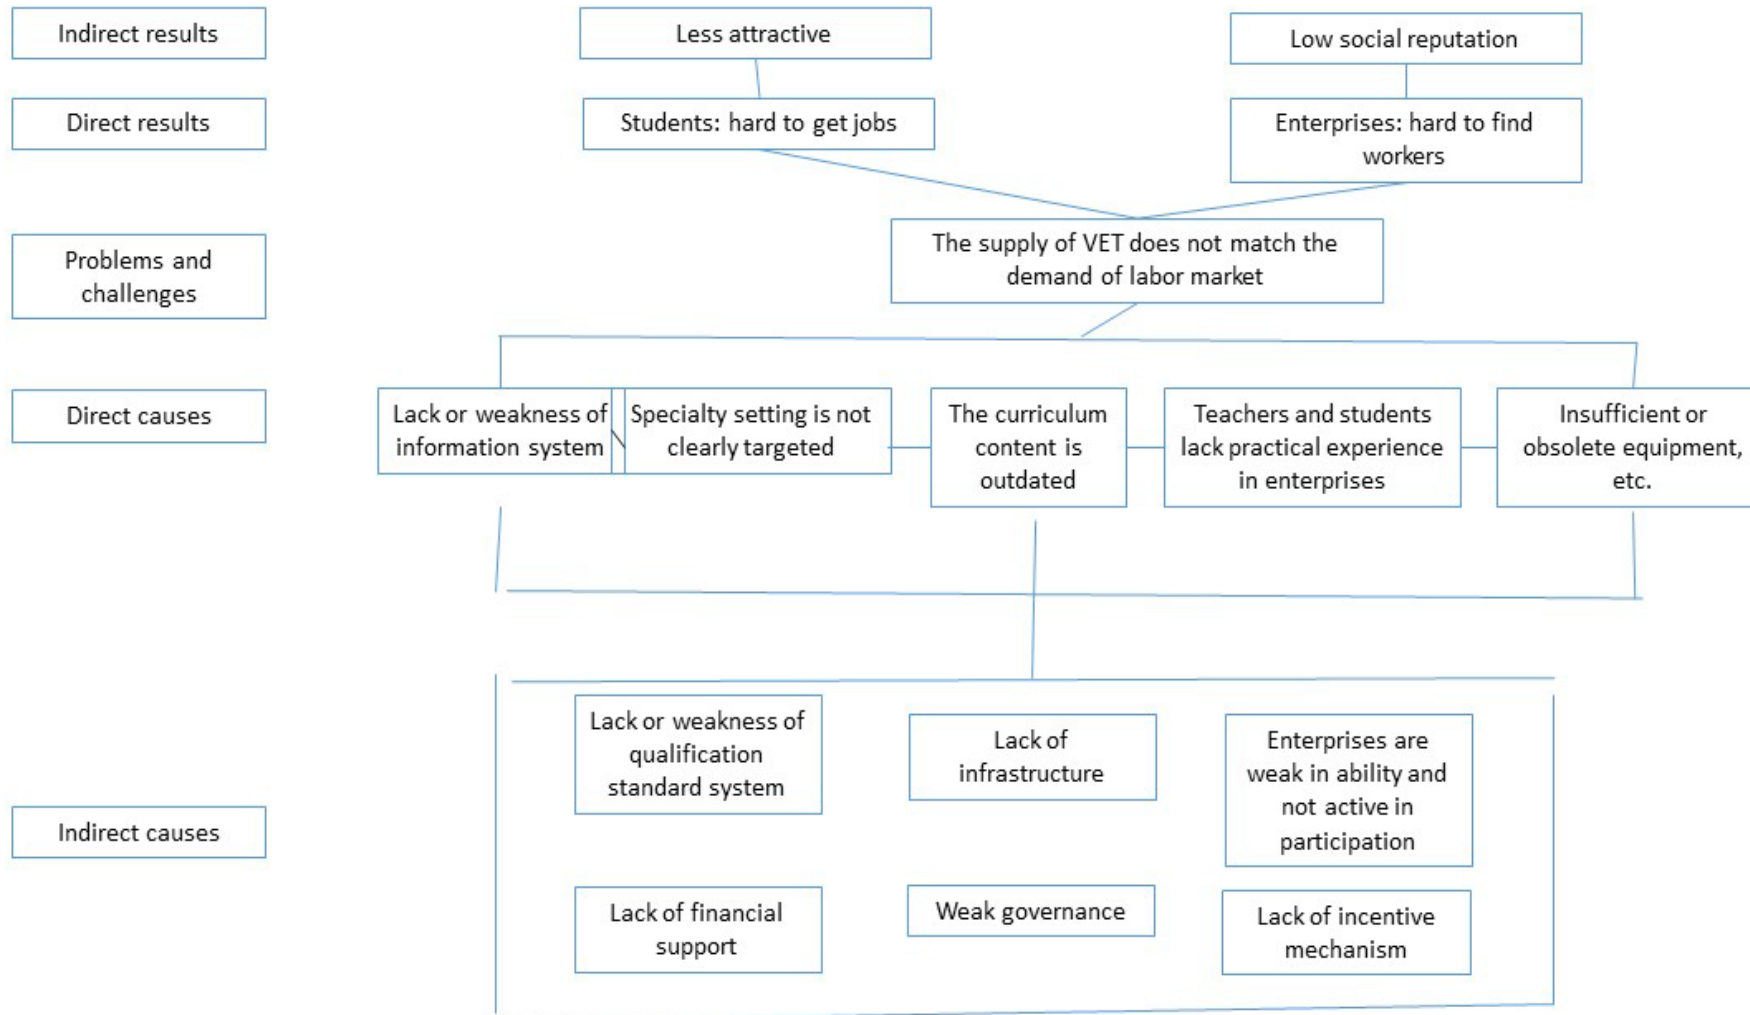 Indirect results
Less attractive
Low social reputation
Direct results
Students: hard to get jobs
Enterprises: hard to find
workers
Problems and
challenges
The supply of VET does not match the
demand of labor market
Direct causes
Lack or weakness of
information system
Specialty setting is not
clearly targeted
The curriculum
content is
outdated
Teachers and students
lack practical experience
in enterprises
Insufficient or
obsolete equipment,
etc.
Indirect causes
Lack or weakness of
qualification
standard system
Lack of
infrastructure
Enterprises are
weak in ability and
not active in
participation
Lack of financial
support
Weak governance
Lack of incentive
mechanism